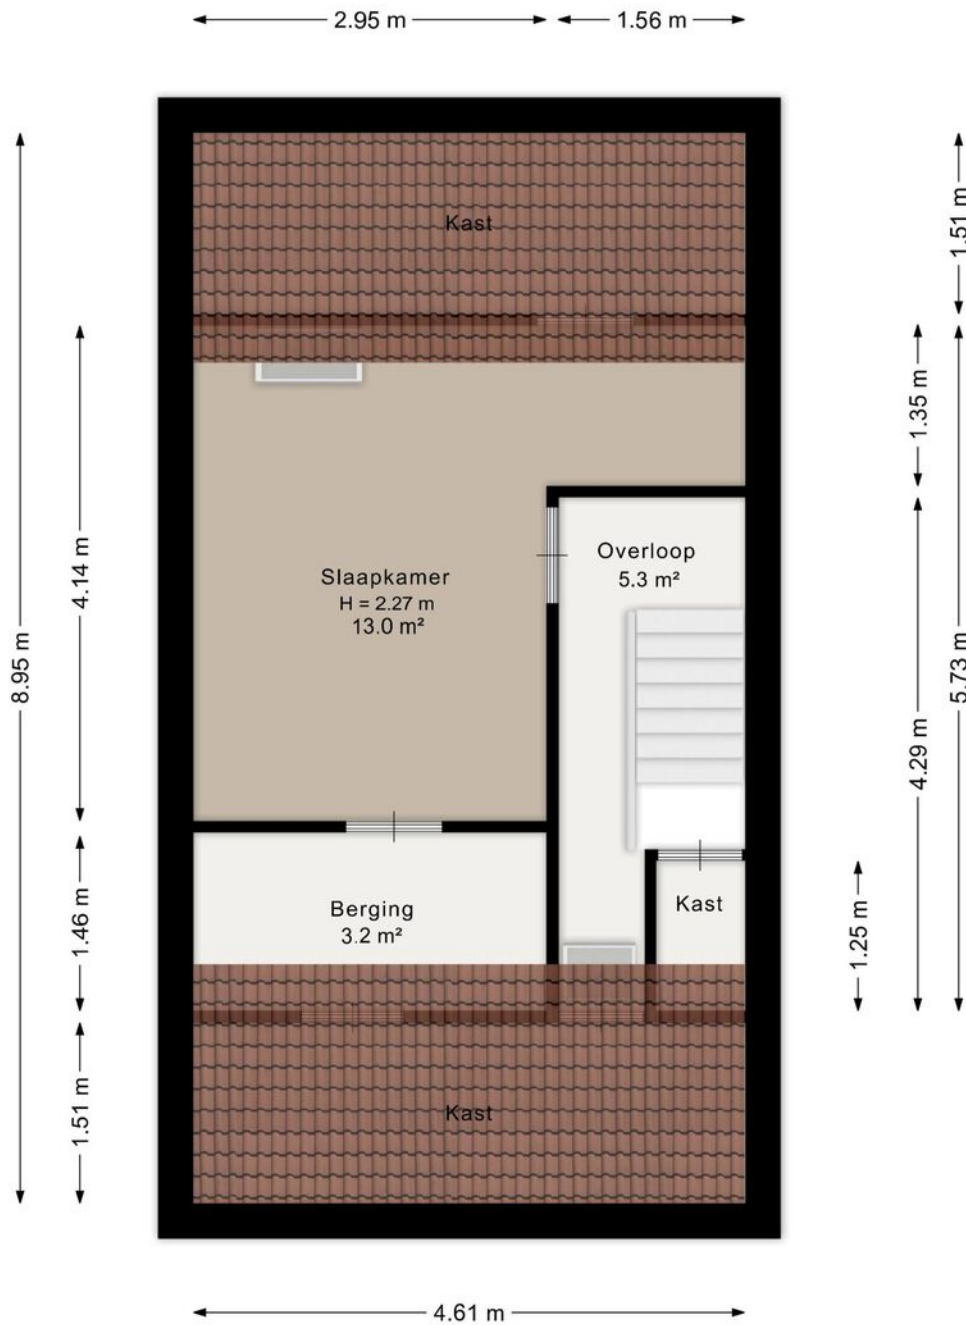 2.95 m
1.56 m
Kast
1.51 m
1.35 m
4.14 m
Slaapkamer
H = 2.27 m
13.0 m²
Overloop
5.3 m²
8.95 m
5.73 m
4.29 m
Kast
Berging
3.2 m²
1.46 m
1.25 m
1.51 m
Kast
4.61 m